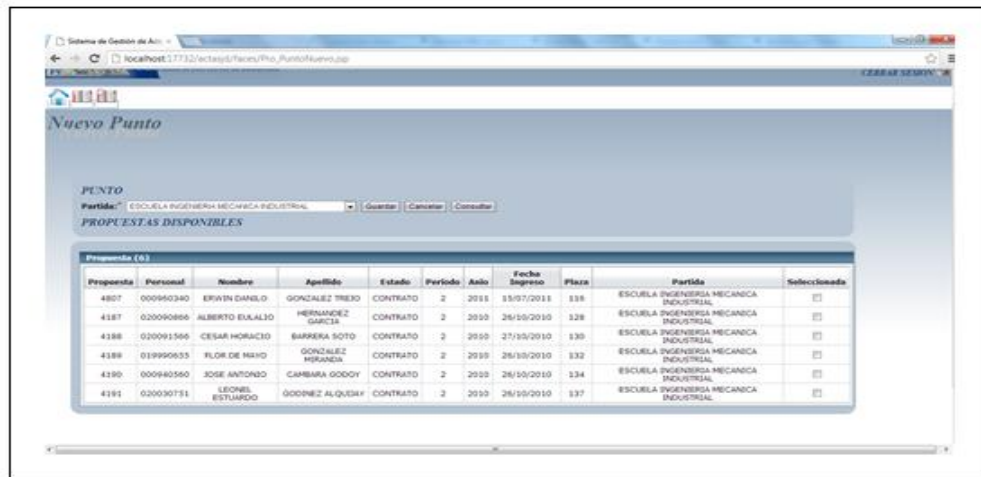 Sistema de Gestión de Act
localhost:17732/actasyd/faces/Pro_PuntoNuevo.jsp
CERRAR SESION
Nuevo Punto
PUNTO
Partida:* ESCUELA INGENIERIA MECANICA INDUSTRIAL Guardar Cancelar Consultar
PROPUESTAS DISPONIBLES
Propuesta (6)
Propuesta Personal Nombre Apellido Estado Periodo Anio Fecha Ingreso Plaza Partida Seleccionada
4807 000960340 ERWIN DANILO GONZALEZ TREJO CONTRATO 2 2011 15/07/2011 116 ESCUELA INGENIERIA MECANICA INDUSTRIAL
4187 020090866 ALBERTO EULALIO HERNANDEZ GARCIA CONTRATO 2 2010 26/10/2010 128 ESCUELA INGENIERIA MECANICA INDUSTRIAL
4188 020091566 CESAR HORACIO BARRERA SOTO CONTRATO 2 2010 27/10/2010 130 ESCUELA INGENIERIA MECANICA INDUSTRIAL
4189 019990635 FLOR DE MAYO GONZALEZ MIRANDA CONTRATO 2 2010 26/10/2010 132 ESCUELA INGENIERIA MECANICA INDUSTRIAL
4190 000940560 JOSE ANTONIO CAMBARA GODOY CONTRATO 2 2010 26/10/2010 134 ESCUELA INGENIERIA MECANICA INDUSTRIAL
4191 020030751 LEONEL ESTUARDO GODINEZ ALQUIJAY CONTRATO 2 2010 26/10/2010 137 ESCUELA INGENIERIA MECANICA INDUSTRIAL